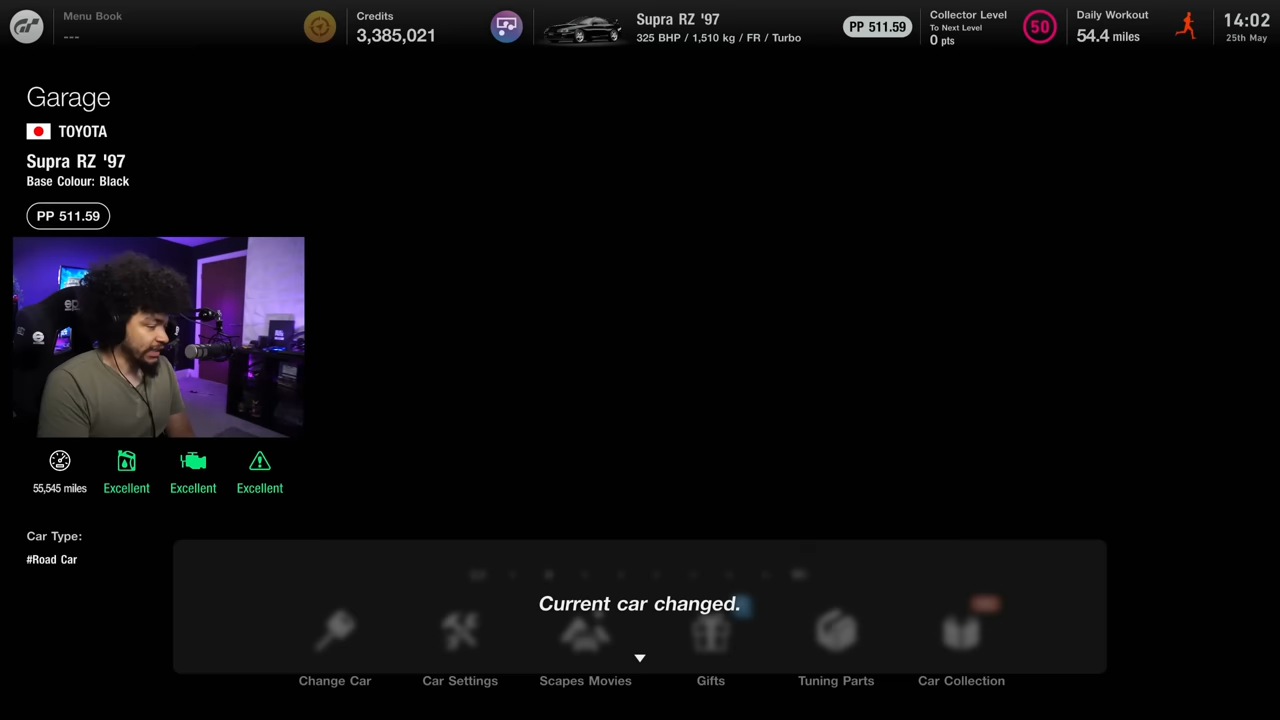 Menu Book
---
Credits
3,385,021
Supra RZ '97
325 BHP / 1,510 kg / FR / Turbo
PP 511.59
Collector Level
To Next Level
0 pts
50
Daily Workout
54.4 miles
14:02
25th May
Garage
TOYOTA
Supra RZ '97
Base Colour: Black
PP 511.59
55,545 miles
Excellent
Excellent
Excellent
Car Type:
#Road Car
Current car changed.
Change Car
Car Settings
Scapes Movies
Gifts
Tuning Parts
Car Collection